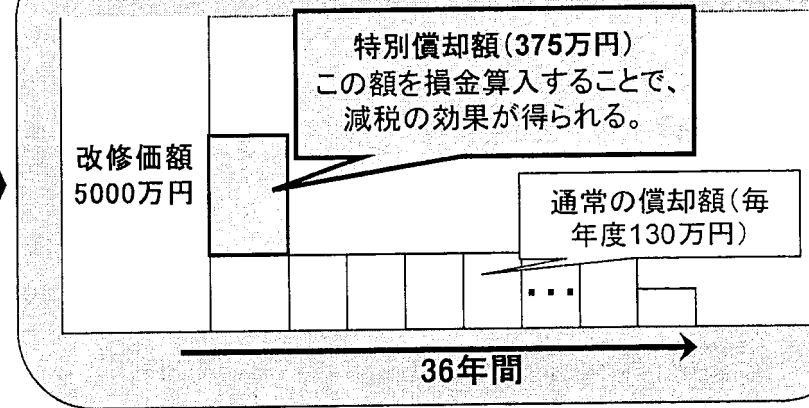 特別償却額(375万円)
この額を損金算入することで、
減税の効果が得られる。
改修価額
5000万円
通常の償却額(毎
年度130万円)
...
36年間